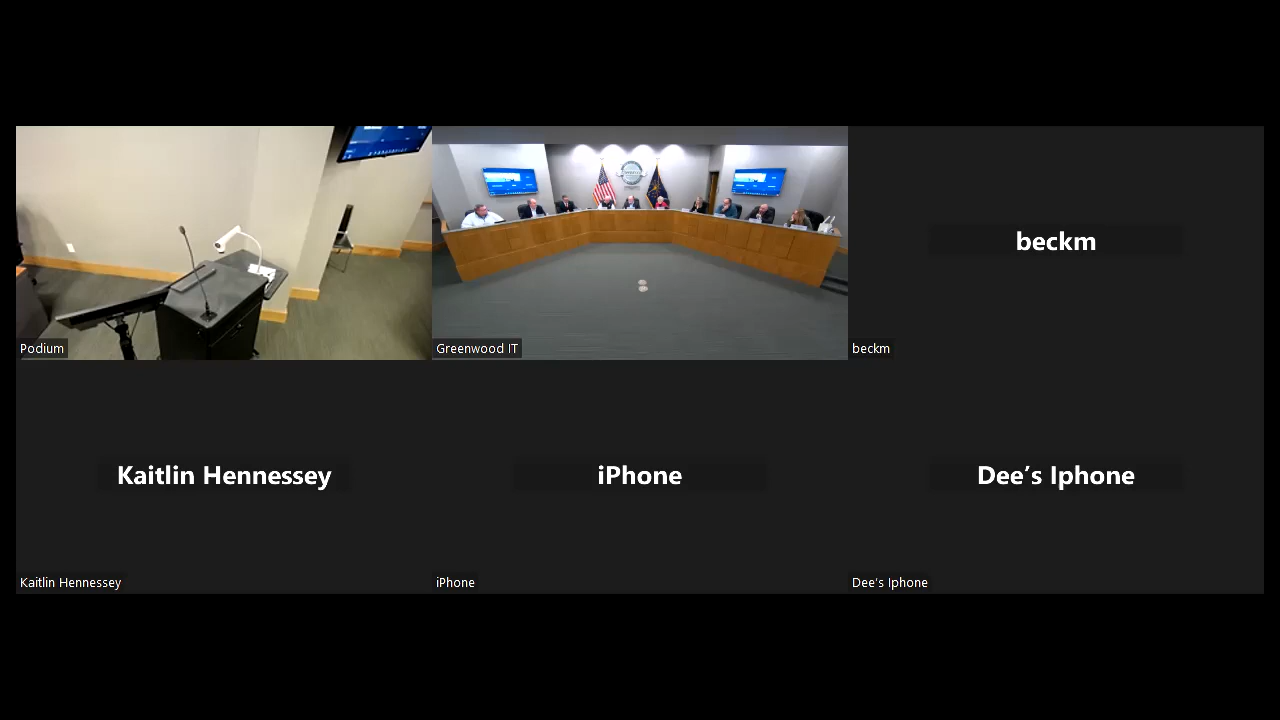 Podium
Greenwood IT
beckm
beckm
Kaitlin Hennessey
Kaitlin Hennessey
iPhone
iPhone
Dee’s Iphone
Dee's Iphone